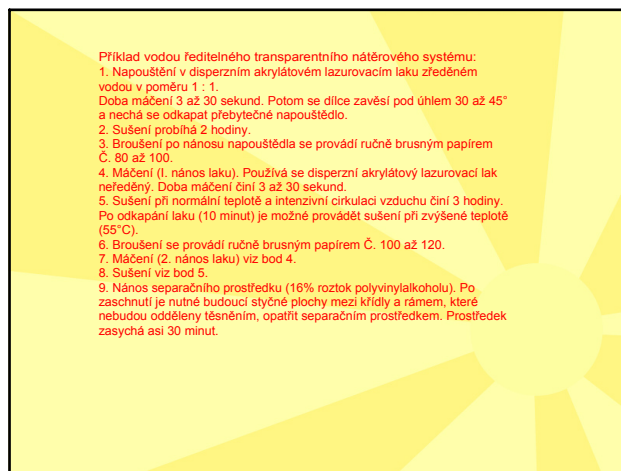 Příklad vodou ředitelného transparentního nátěrového systému:
1. Napouštění v disperzním akrylátovém lazurovacím laku zředěném
vodou v poměru 1 : 1.
Doba máčení 3 až 30 sekund. Potom se dílce zavěsí pod úhlem 30 až 45°
a nechá se odkapat přebytečné napouštědlo.
2. Sušení probíhá 2 hodiny.
3. Broušení po nánosu napouštědla se provádí ručně brusným papírem
Č. 80 až 100.
4. Máčení (I. nános laku). Používá se disperzní akrylátový lazurovací lak
neředěný. Doba máčení činí 3 až 30 sekund.
5. Sušení při normální teplotě a intenzivní cirkulaci vzduchu činí 3 hodiny.
Po odkapání laku (10 minut) je možné provádět sušení při zvýšené teplotě
(55°C).
6. Broušení se provádí ručně brusným papírem Č. 100 až 120.
7. Máčení (2. nános laku) viz bod 4.
8. Sušení viz bod 5.
9. Nános separačního prostředku (16% roztok polyvinylalkoholu). Po
zaschnutí je nutné budoucí styčné plochy mezi křídly a rámem, které
nebudou odděleny těsněním, opatřit separačním prostředkem. Prostředek
zasychá asi 30 minut.